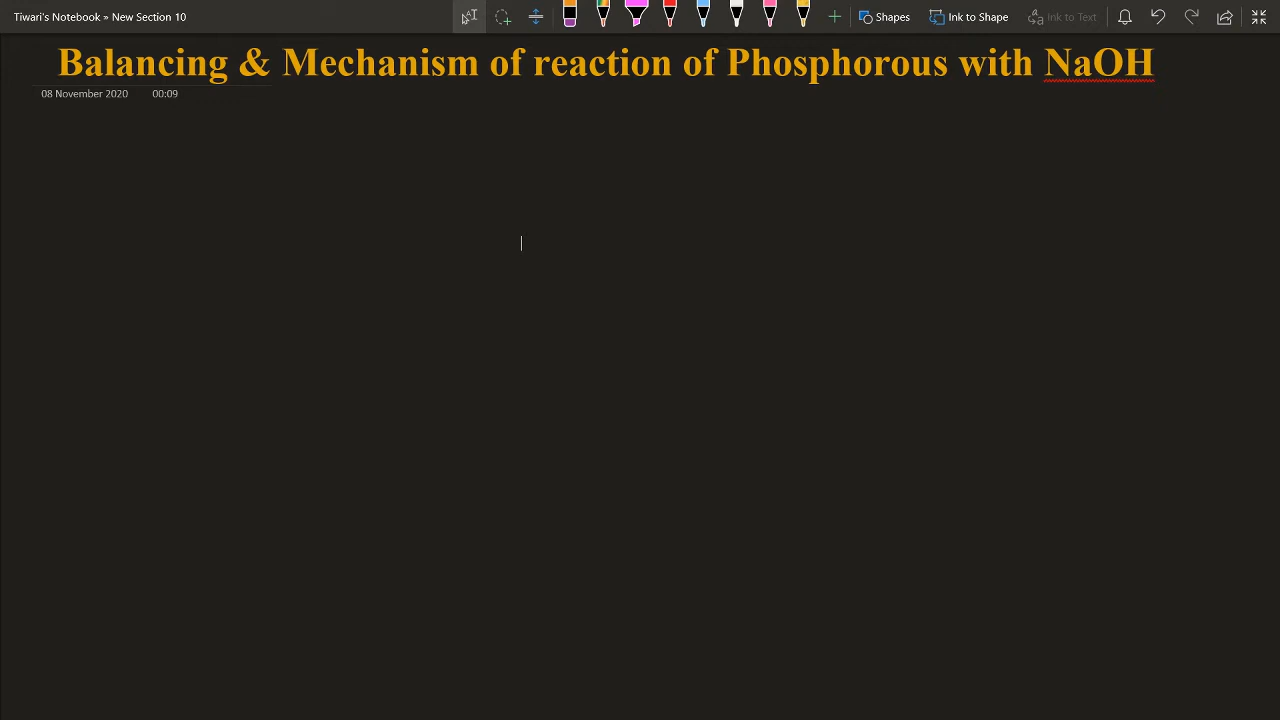 Tiwari's Notebook » New Section 10
Shapes
Ink to Shape
Ink to Text
Balancing & Mechanism of reaction of Phosphorous with NaOH
08 November 2020 00:09